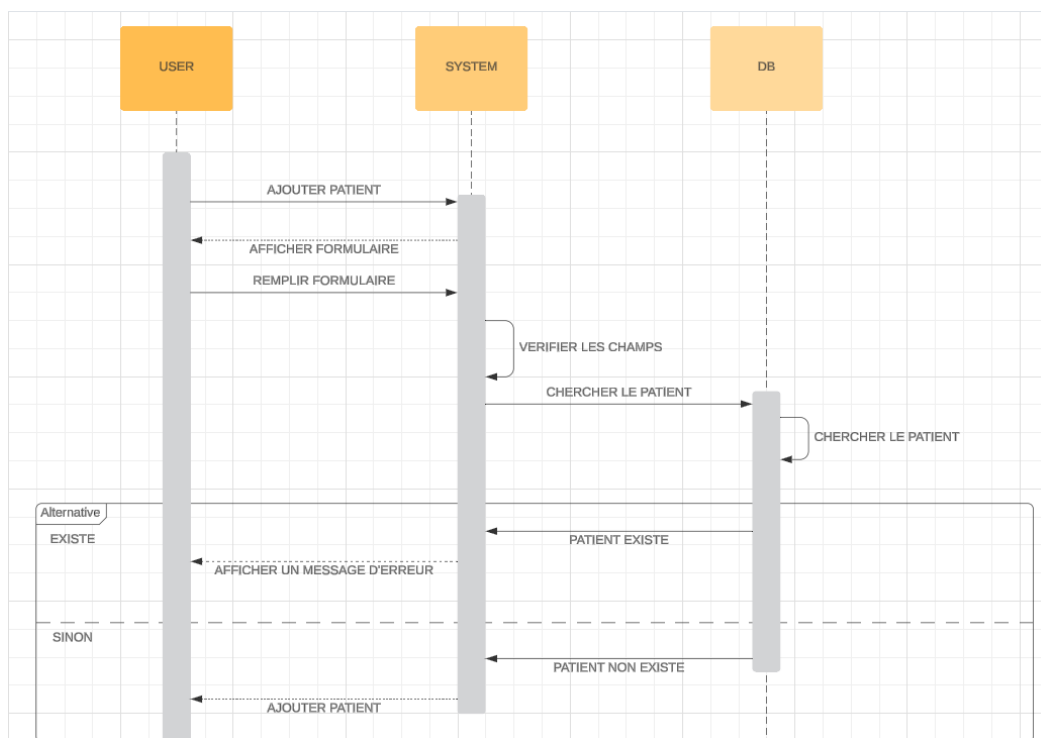 USER
SYSTEM
DB
AJOUTER PATIENT
AFFICHER FORMULAIRE
REMPLIR FORMULAIRE
VERIFIER LES CHAMPS
CHERCHER LE PATIENT
CHERCHER LE PATIENT
Alternative
EXISTE
PATIENT EXISTE
AFFICHER UN MESSAGE D'ERREUR
SINON
PATIENT NON EXISTE
AJOUTER PATIENT